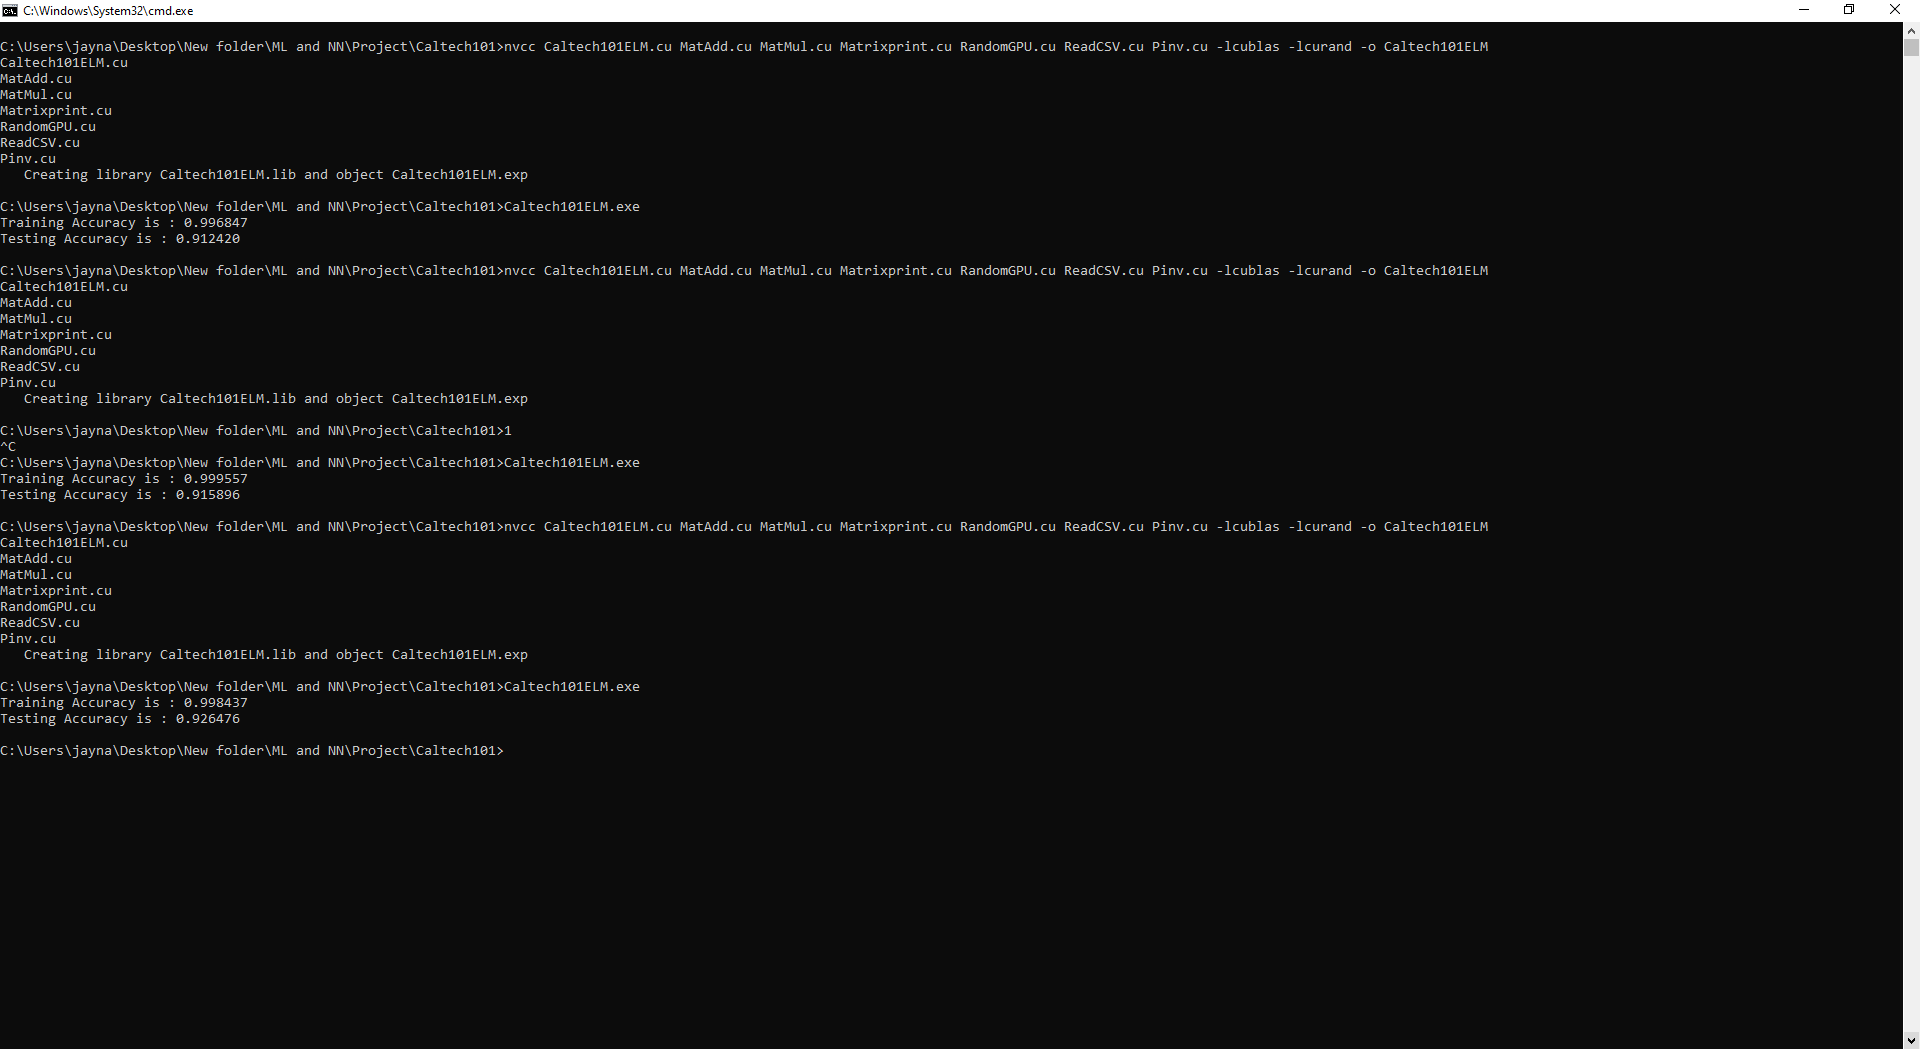 C:\Windows\System32\cmd.exe
C:\Users\jayna\Desktop\New folder\ML and NN\Project\Caltech101>nvcc Caltech101ELM.cu MatAdd.cu MatMul.cu Matrixprint.cu RandomGPU.cu ReadCSV.cu Pinv.cu -lcublas -lcurand -o Caltech101ELM
Caltech101ELM.cu
MatAdd.cu
MatMul.cu
Matrixprint.cu
RandomGPU.cu
ReadCSV.cu
Pinv.cu
   Creating library Caltech101ELM.lib and object Caltech101ELM.exp
C:\Users\jayna\Desktop\New folder\ML and NN\Project\Caltech101>Caltech101ELM.exe
Training Accuracy is : 0.996847
Testing Accuracy is : 0.912420
C:\Users\jayna\Desktop\New folder\ML and NN\Project\Caltech101>nvcc Caltech101ELM.cu MatAdd.cu MatMul.cu Matrixprint.cu RandomGPU.cu ReadCSV.cu Pinv.cu -lcublas -lcurand -o Caltech101ELM
Caltech101ELM.cu
MatAdd.cu
MatMul.cu
Matrixprint.cu
RandomGPU.cu
ReadCSV.cu
Pinv.cu
   Creating library Caltech101ELM.lib and object Caltech101ELM.exp
C:\Users\jayna\Desktop\New folder\ML and NN\Project\Caltech101>1
^C
C:\Users\jayna\Desktop\New folder\ML and NN\Project\Caltech101>Caltech101ELM.exe
Training Accuracy is : 0.999557
Testing Accuracy is : 0.915896
C:\Users\jayna\Desktop\New folder\ML and NN\Project\Caltech101>nvcc Caltech101ELM.cu MatAdd.cu MatMul.cu Matrixprint.cu RandomGPU.cu ReadCSV.cu Pinv.cu -lcublas -lcurand -o Caltech101ELM
Caltech101ELM.cu
MatAdd.cu
MatMul.cu
Matrixprint.cu
RandomGPU.cu
ReadCSV.cu
Pinv.cu
   Creating library Caltech101ELM.lib and object Caltech101ELM.exp
C:\Users\jayna\Desktop\New folder\ML and NN\Project\Caltech101>Caltech101ELM.exe
Training Accuracy is : 0.998437
Testing Accuracy is : 0.926476
C:\Users\jayna\Desktop\New folder\ML and NN\Project\Caltech101>